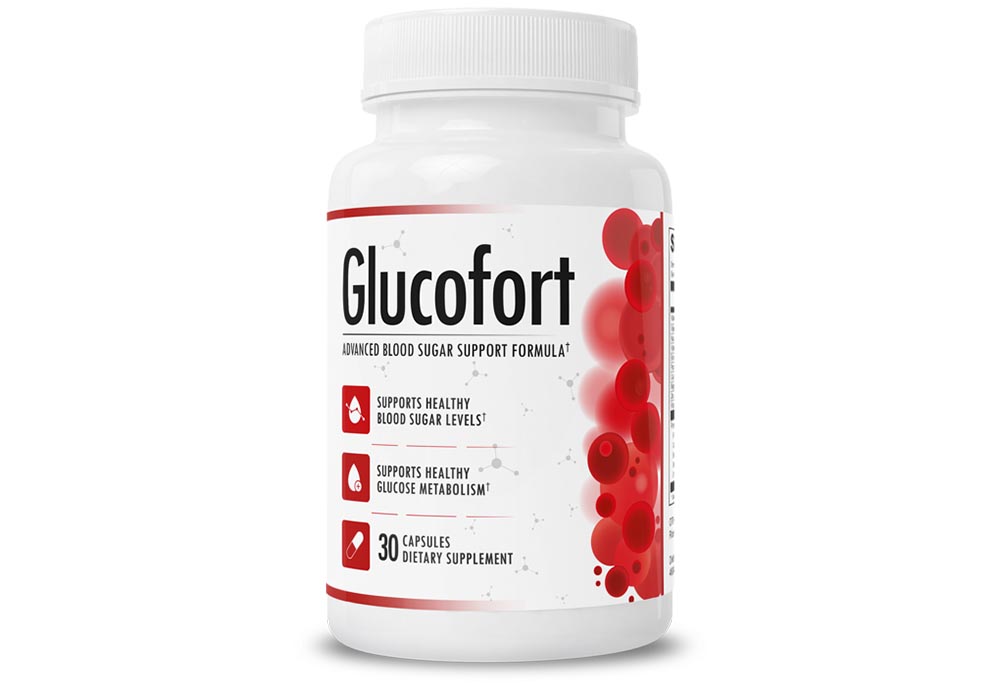 Glucofort
ADVANCED BLOOD SUGAR SUPPORT FORMULA†
SUPPORTS HEALTHY
BLOOD SUGAR LEVELS†
SUPPORTS HEALTHY
GLUCOSE METABOLISM†
30 CAPSULES
DIETARY SUPPLEMENT